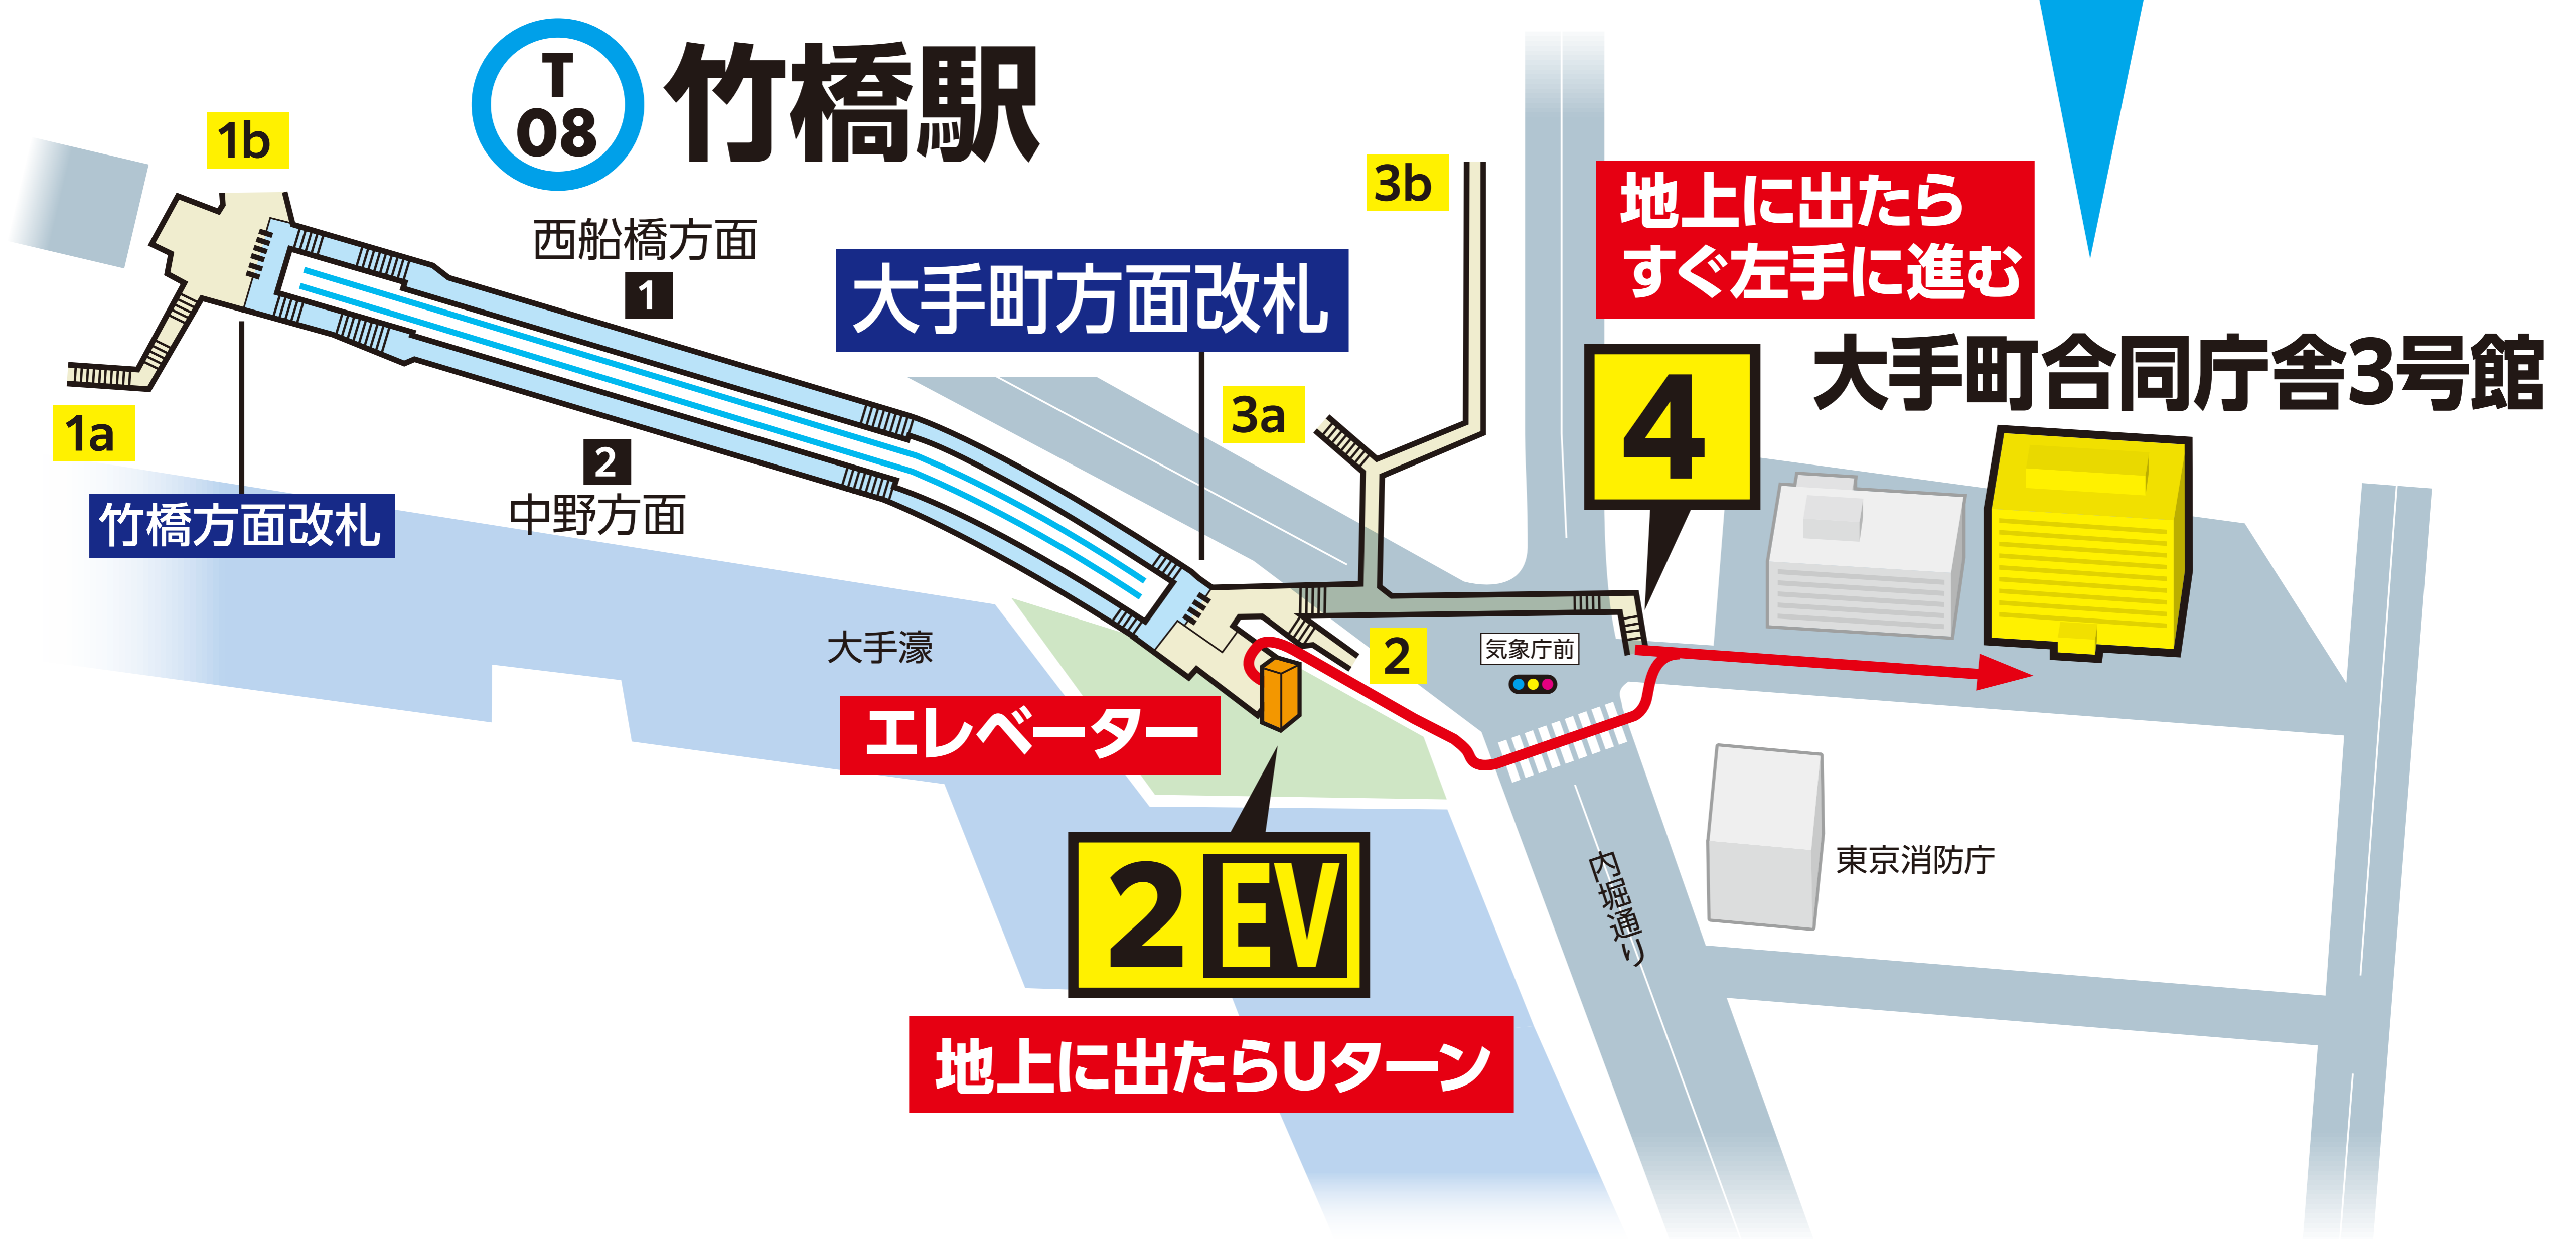 T
08
竹橋駅
1b
1a
竹橋方面改札
西船橋方面
1
2
中野方面
大手町方面改札
3b
3a
地上に出たら
すぐ左手に進む
4
大手町合同庁舎3号館
大手濠
2
気象庁前
エレベーター
2 EV
地上に出たらUターン
内堀通り
東京消防庁